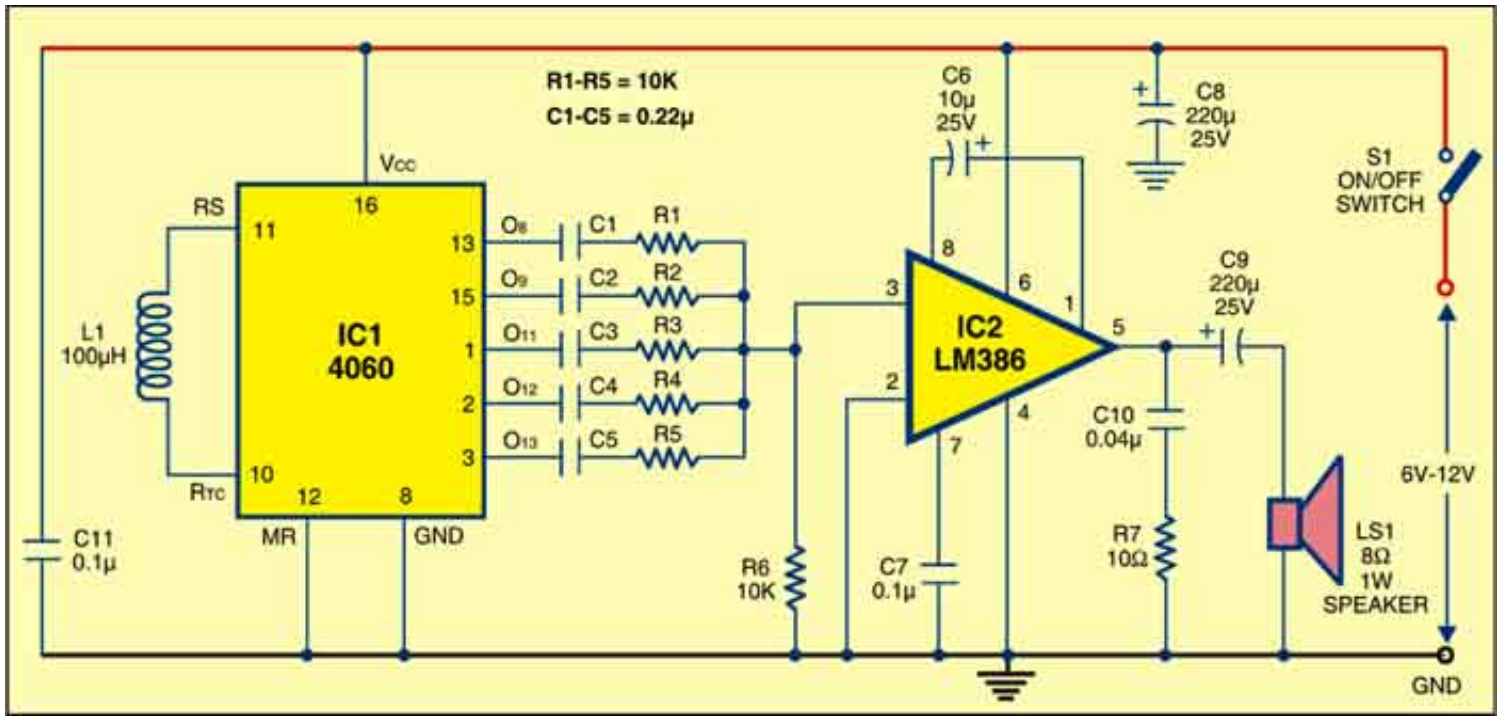 R1-R5 = 10K
C1-C5 = 0.22µ
VCC
16
RS
11
13
O8
C1
R1
15
O9
C2
R2
IC1
4060
1
O11
C3
R3
2
O12
C4
R4
3
O13
C5
R5
L1
100µH
10
RTC
12
8
MR
GND
C11
0.1µ
R6
10K
C6
10µ
25V
+
8
6
1
3
2
IC2
LM386
5
4
7
C7
0.1µ
+
C8
220µ
25V
C9
220µ
25V
+
C10
0.04µ
R7
10Ω
S1
ON/OFF
SWITCH
6V-12V
LS1
8Ω
1W
SPEAKER
GND